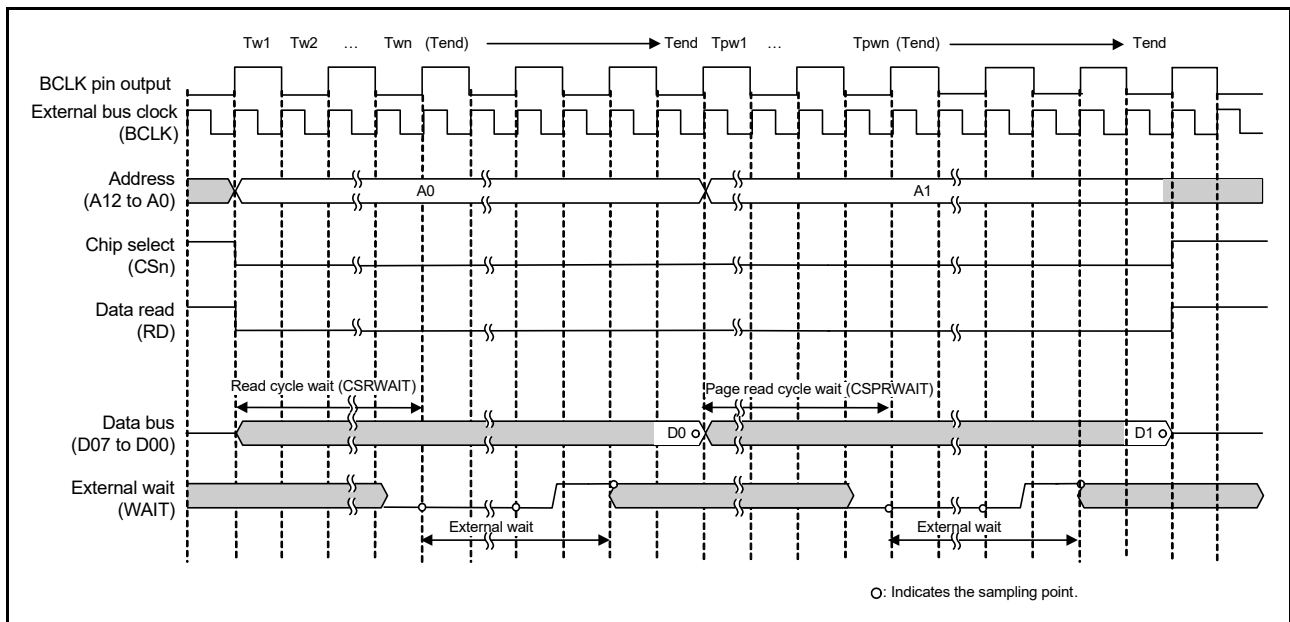 Tw1 Tw2 … Twn (Tend) Tend Tpw1 … Tpwn (Tend) Tend
BCLK pin output
External bus clock
(BCLK)
Address
(A12 to A0)
A0 A1
Chip select
(CSn)
Data read
(RD)
Read cycle wait (CSRWAIT) Page read cycle wait (CSPRWAIT)
Data bus
(D07 to D00)
D0 D1
External wait
(WAIT)
External wait External wait
: Indicates the sampling point.